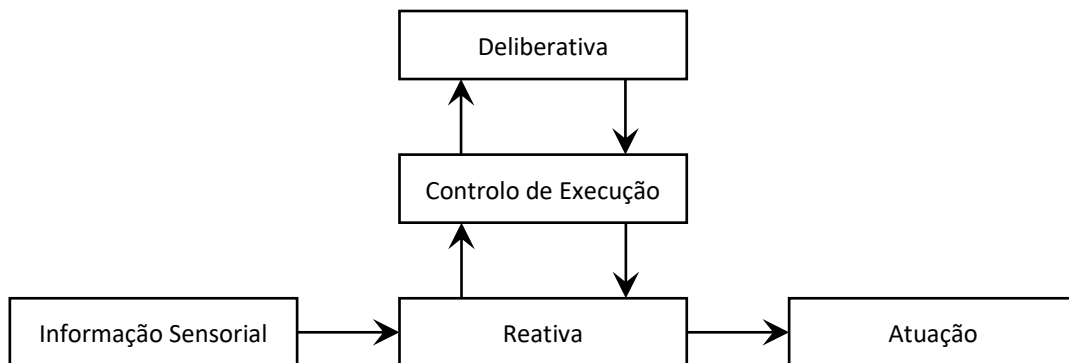 Deliberativa
Controlo de Execução
Informação Sensorial
Reativa
Atuação